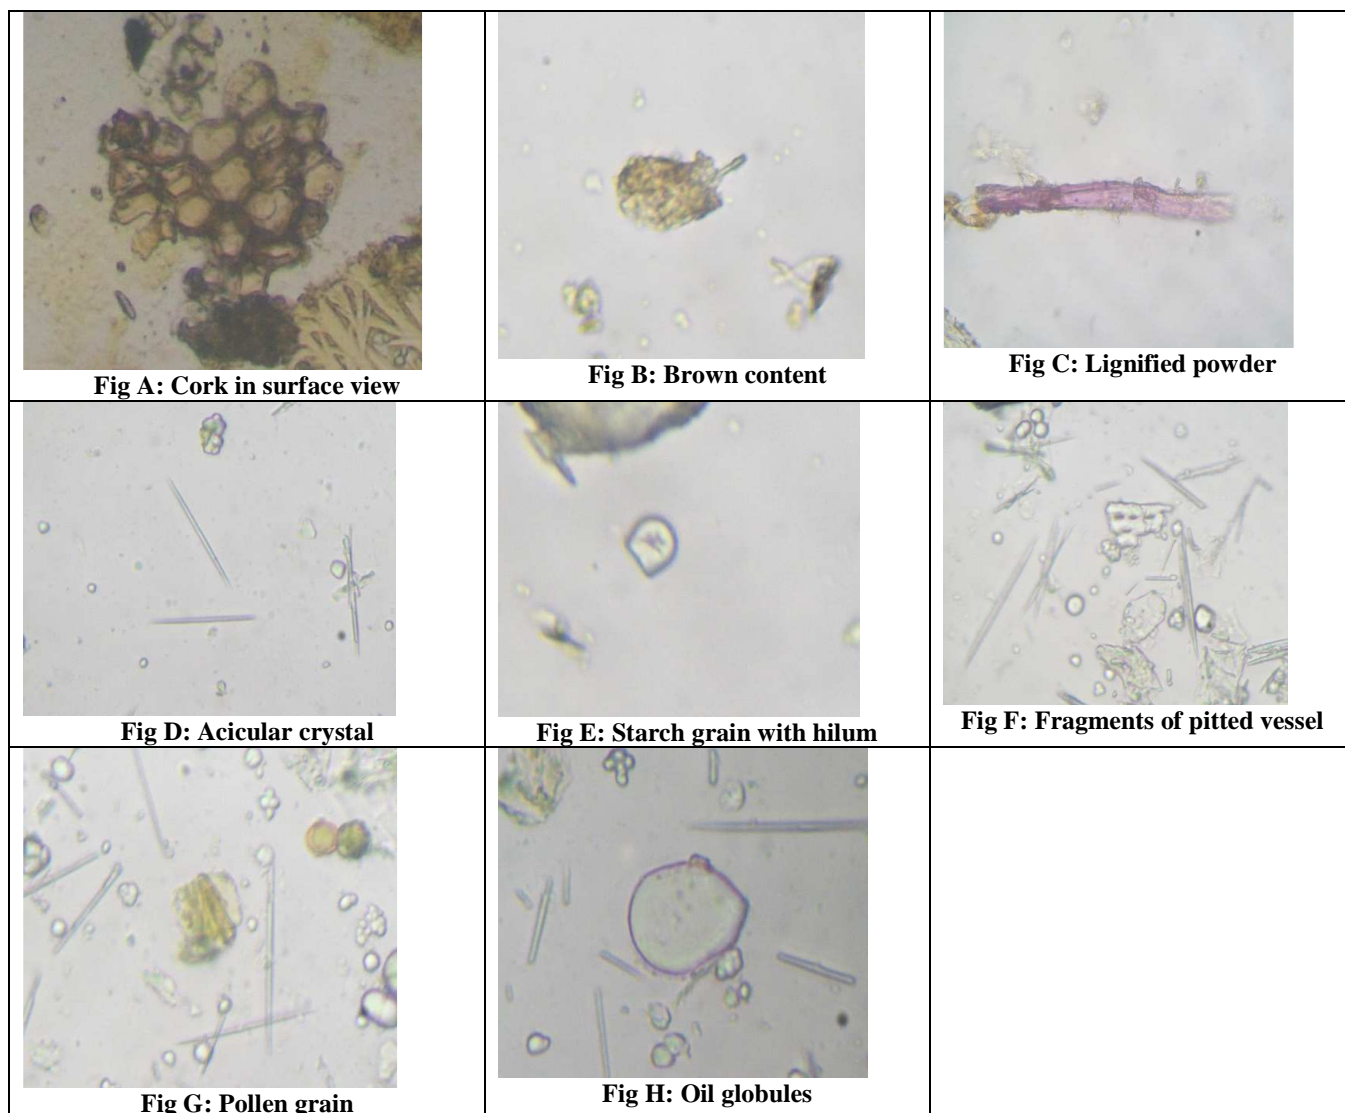 Fig A: Cork in surface view
Fig B: Brown content
Fig C: Lignified powder
Fig D: Acicular crystal
Fig E: Starch grain with hilum
Fig F: Fragments of pitted vessel
Fig G: Pollen grain
Fig H: Oil globules